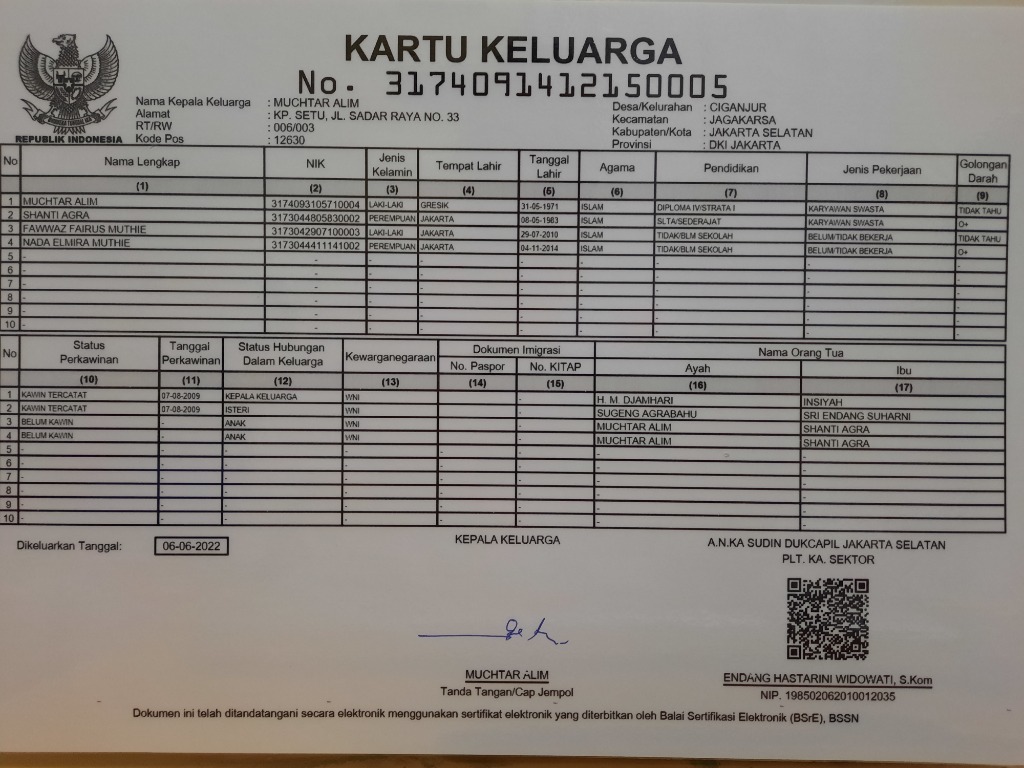 KARTU KELUARGA
No. 3174091412150005
REPUBLIK INDONESIA
Nama Kepala Keluarga : MUCHTAR ALIM
Alamat : KP. SETU, JL. SADAR RAYA NO. 33
RT/RW : 006/003
Kode Pos : 12630
Desa/Kelurahan : CIGANJUR
Kecamatan : JAGAKARSA
Kabupaten/Kota : JAKARTA SELATAN
Provinsi : DKI JAKARTA
No Nama Lengkap NIK Jenis Kelamin Tempat Lahir Tanggal Lahir Agama Pendidikan Jenis Pekerjaan Golongan Darah
(1) (2) (3) (4) (5) (6) (7) (8) (9)
1 MUCHTAR ALIM 3174093105710004 LAKI-LAKI GRESIK 31-05-1971 ISLAM DIPLOMA IV/STRATA I KARYAWAN SWASTA TIDAK TAHU
2 SHANTI AGRA 3173044805830002 PEREMPUAN JAKARTA 08-05-1983 ISLAM SLTA/SEDERAJAT KARYAWAN SWASTA O+
3 FAWWAZ FAIRUS MUTHIE 3173042907100003 LAKI-LAKI JAKARTA 29-07-2010 ISLAM TIDAK/BLM SEKOLAH BELUM/TIDAK BEKERJA TIDAK TAHU
4 NADA ELMIRA MUTHIE 3173044411141002 PEREMPUAN JAKARTA 04-11-2014 ISLAM TIDAK/BLM SEKOLAH BELUM/TIDAK BEKERJA O+
5 - - - - - - - - -
6 - - - - - - - - -
7 - - - - - - - - -
8 - - - - - - - - -
9 - - - - - - - - -
10 - - - - - - - - -
No Status Perkawinan Tanggal Perkawinan Status Hubungan Dalam Keluarga Kewarganegaraan Dokumen Imigrasi Nama Orang Tua
No. Paspor No. KITAP Ayah Ibu
(10) (11) (12) (13) (14) (15) (16) (17)
1 KAWIN TERCATAT 07-08-2009 KEPALA KELUARGA WNI - - H. M. DJAMHARI INSIYAH
2 KAWIN TERCATAT 07-08-2009 ISTERI WNI - - SUGENG AGRABAHU SRI ENDANG SUHARNI
3 BELUM KAWIN - ANAK WNI - - MUCHTAR ALIM SHANTI AGRA
4 BELUM KAWIN - ANAK WNI - - MUCHTAR ALIM SHANTI AGRA
5 - - - - - - - -
6 - - - - - - - -
7 - - - - - - - -
8 - - - - - - - -
9 - - - - - - - -
10 - - - - - - - -
Dikeluarkan Tanggal: 06-06-2022
KEPALA KELUARGA
MUCHTAR ALIM
Tanda Tangan/Cap Jempol
A.N.KA SUDIN DUKCAPIL JAKARTA SELATAN
PLT. KA. SEKTOR
ENDANG HASTARINI WIDOWATI, S.Kom
NIP. 198502062010012035
Dokumen ini telah ditandatangani secara elektronik menggunakan sertifikat elektronik yang diterbitkan oleh Balai Sertifikasi Elektronik (BSrE), BSSN